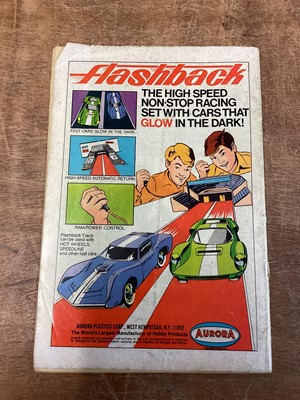 flashback
THE HIGH SPEED
NON-STOP RACING
SET WITH CARS THAT
GLOW IN THE DARK!
FAST CARS GLOW IN THE DARK
HIGH-SPEED AUTOMATIC RETURN
RAM-POWER CONTROL
Flashback Track
can be used with
HOT WHEELS,
SPEEDLINE
and other fast cars
AURORA PLASTICS CORP., WEST HEMPSTEAD, N.Y. 11552
The World's Largest Manufacturer of Hobby Products
AURORA